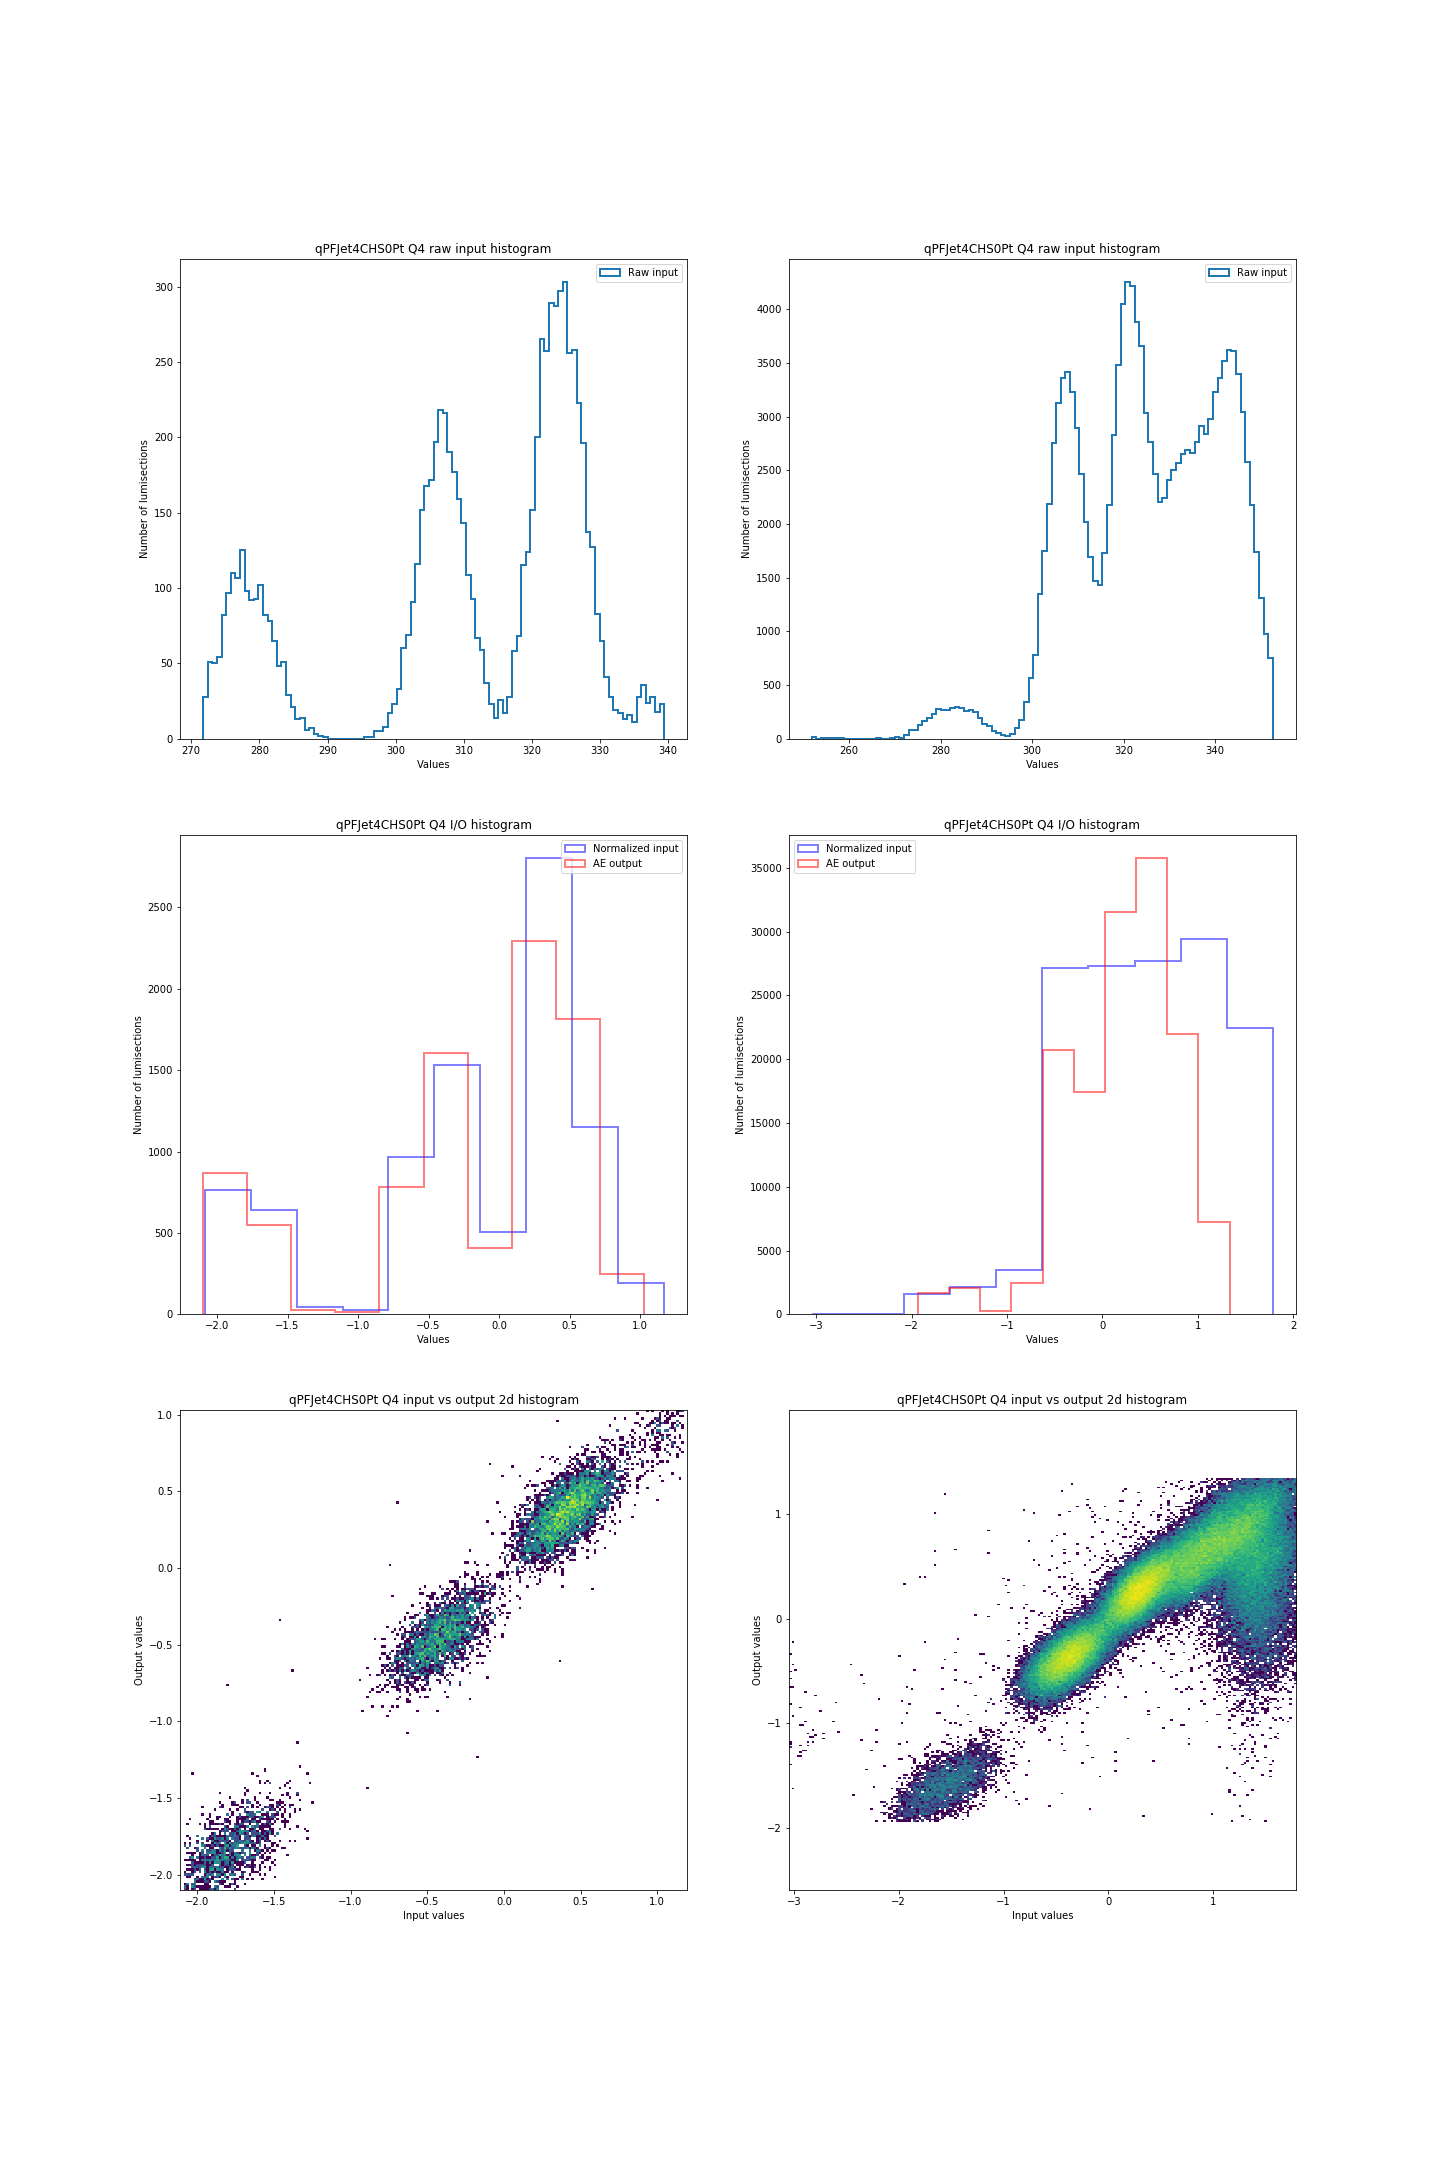 qPFJet4CHS0Pt Q4 raw input histogram
Raw input
300
250
200
150
100
50
0
Number of lumisections
270 280 290 300 310 320 330 340
Values
qPFJet4CHS0Pt Q4 raw input histogram
Raw input
4000
3500
3000
2500
2000
1500
1000
500
0
Number of lumisections
260 280 300 320 340
Values
qPFJet4CHS0Pt Q4 I/O histogram
Normalized input
AE output
2500
2000
1500
1000
500
0
Number of lumisections
−2.0 −1.5 −1.0 −0.5 0.0 0.5 1.0
Values
qPFJet4CHS0Pt Q4 I/O histogram
Normalized input
AE output
35000
30000
25000
20000
15000
10000
5000
0
Number of lumisections
−3 −2 −1 0 1 2
Values
qPFJet4CHS0Pt Q4 input vs output 2d histogram
1.0
0.5
0.0
−0.5
−1.0
−1.5
−2.0
Output values
−2.0 −1.5 −1.0 −0.5 0.0 0.5 1.0
Input values
qPFJet4CHS0Pt Q4 input vs output 2d histogram
1
0
−1
−2
Output values
−3 −2 −1 0 1
Input values